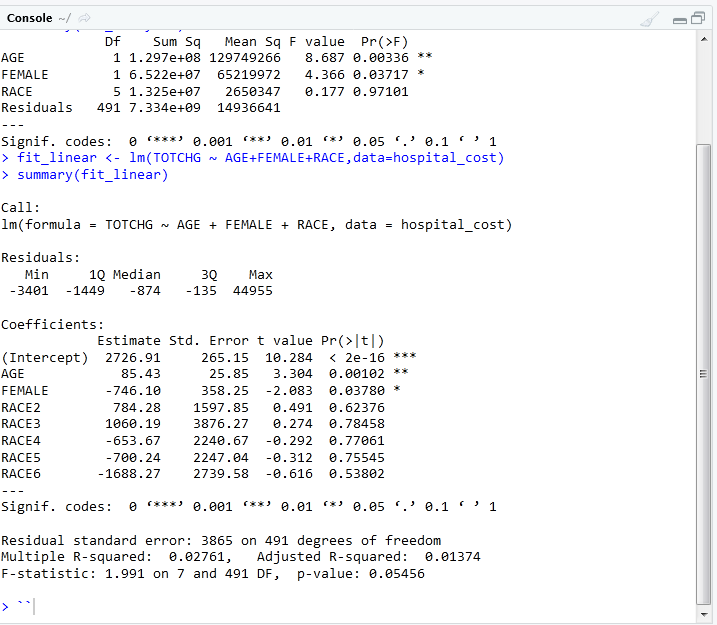 Console ~/
Df Sum Sq Mean Sq F value Pr(>F)
AGE 1 1.297e+08 129749266 8.687 0.00336 **
FEMALE 1 6.522e+07 65219972 4.366 0.03717 *
RACE 5 1.325e+07 2650347 0.177 0.97101
Residuals 491 7.334e+09 14936641
---
Signif. codes: 0 ‘***’ 0.001 ‘**’ 0.01 ‘*’ 0.05 ‘.’ 0.1 ‘ ’ 1
> fit_linear <- lm(TOTCHG ~ AGE+FEMALE+RACE,data=hospital_cost)
> summary(fit_linear)
Call:
lm(formula = TOTCHG ~ AGE + FEMALE + RACE, data = hospital_cost)
Residuals:
Min 1Q Median 3Q Max
-3401 -1449 -874 -135 44955
Coefficients:
Estimate Std. Error t value Pr(>|t|)
(Intercept) 2726.91 265.15 10.284 < 2e-16 ***
AGE 85.43 25.85 3.304 0.00102 **
FEMALE -746.10 358.25 -2.083 0.03780 *
RACE2 784.28 1597.85 0.491 0.62376
RACE3 1060.19 3876.27 0.274 0.78458
RACE4 -653.67 2240.67 -0.292 0.77061
RACE5 -700.24 2247.04 -0.312 0.75545
RACE6 -1688.27 2739.58 -0.616 0.53802
---
Signif. codes: 0 ‘***’ 0.001 ‘**’ 0.01 ‘*’ 0.05 ‘.’ 0.1 ‘ ’ 1
Residual standard error: 3865 on 491 degrees of freedom
Multiple R-squared: 0.02761, Adjusted R-squared: 0.01374
F-statistic: 1.991 on 7 and 491 DF, p-value: 0.05456
> ``